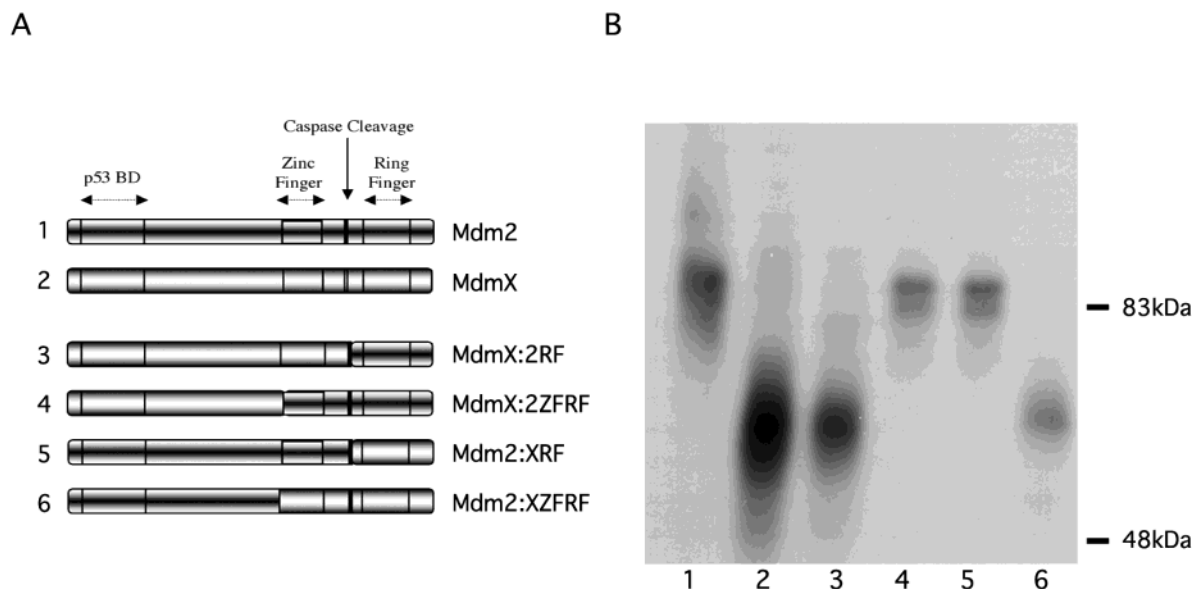 A
B
Caspase Cleavage
p53 BD
Zinc
Finger
Ring
Finger
1 Mdm2
2 MdmX
3 MdmX:2RF
4 MdmX:2ZFRF
5 Mdm2:XRF
6 Mdm2:XZFRF
83kDa
48kDa
1 2 3 4 5 6